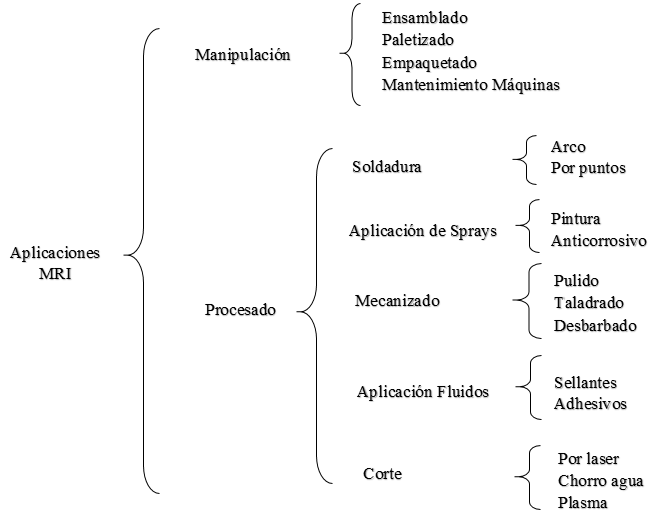 Aplicaciones
MRI
Manipulación
Ensamblado
Paletizado
Empaquetado
Mantenimiento Máquinas
Procesado
Soldadura
Arco
Por puntos
Aplicación de Sprays
Pintura
Anticorrosivo
Mecanizado
Pulido
Taladrado
Desbarbado
Aplicación Fluidos
Sellantes
Adhesivos
Corte
Por laser
Chorro agua
Plasma